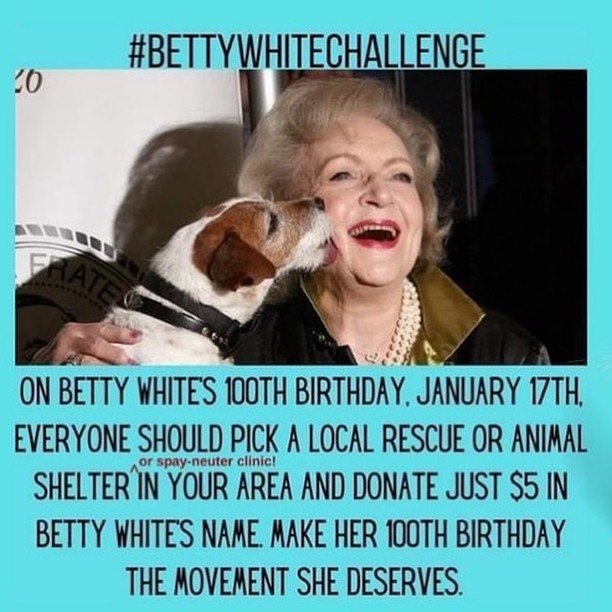 #BETTYWHITECHALLENGE
20
FRATE
ON BETTY WHITE'S 100TH BIRTHDAY, JANUARY 17TH,
EVERYONE SHOULD PICK A LOCAL RESCUE OR ANIMAL
^or spay-neuter clinic!
SHELTER IN YOUR AREA AND DONATE JUST $5 IN
BETTY WHITE'S NAME. MAKE HER 100TH BIRTHDAY
THE MOVEMENT SHE DESERVES.